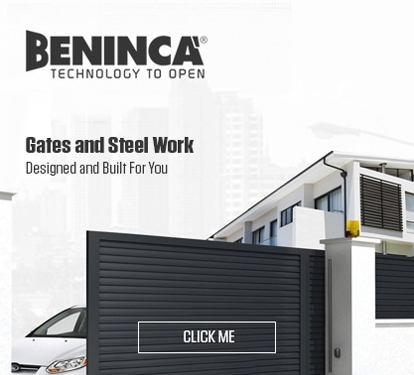 BENINCA'®
TECHNOLOGY TO OPEN
Gates and Steel Work
Designed and Built For You
CLICK ME